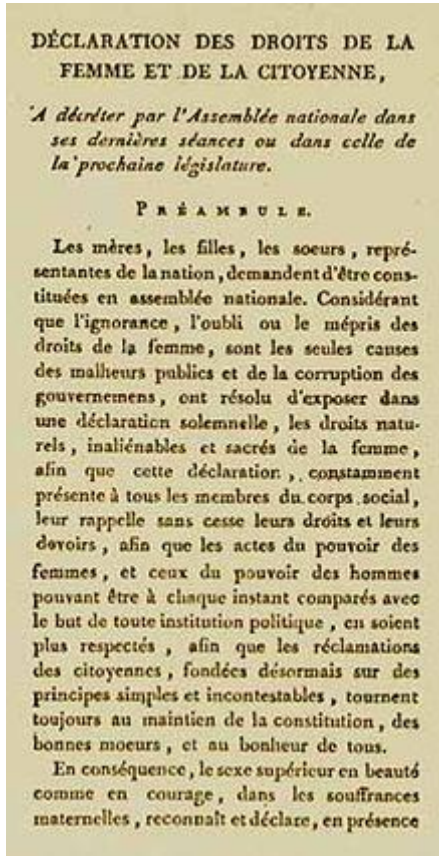 DÉCLARATION DES DROITS DE LA
FEMME ET DE LA CITOYENNE,
A décréter par l'Assemblée nationale dans
ses dernières séances ou dans celle de
la prochaine législature.
PRÉAMBULE.
Les mères, les filles, les soeurs, repré-
sentantes de la nation, demandent d'être cons-
tituées en assemblée nationale. Considérant
que l'ignorance, l'oubli ou le mépris des
droits de la femme, sont les seules causes
des malheurs publics et de la corruption des
gouvernemens, ont résolu d'exposer dans
une déclaration solemnelle, les droits natu-
rels, inaliénables et sacrés de la femme,
afin que cette déclaration, constamment
présente à tous les membres du corps social,
leur rappelle sans cesse leurs droits et leurs
devoirs, afin que les actes du pouvoir des
femmes, et ceux du pouvoir des hommes
pouvant être à chaque instant comparés avec
le but de toute institution politique, en soient
plus respectés, afin que les réclamations
des citoyennes, fondées désormais sur des
principes simples et incontestables, tournent
toujours au maintien de la constitution, des
bonnes moeurs, et au bonheur de tous.
En conséquence, le sexe supérieur en beauté
comme en courage, dans les souffrances
maternelles, reconnaît et déclare, en présence